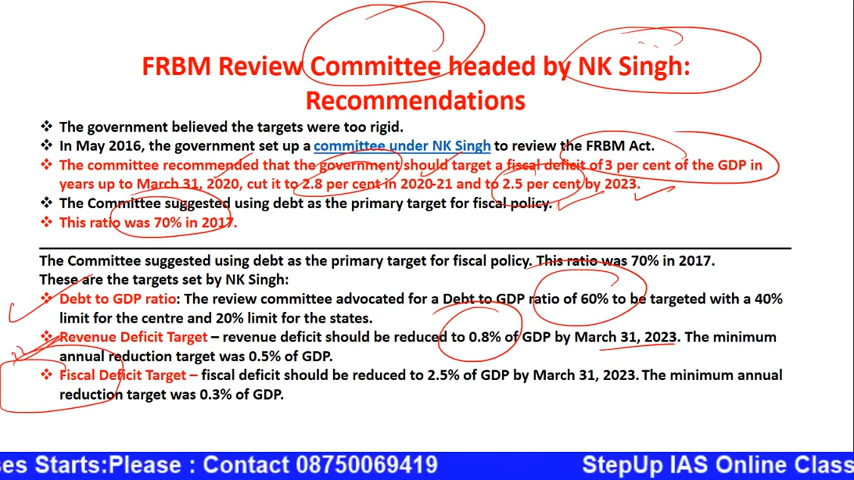 FRBM Review Committee headed by NK Singh:
Recommendations
❖ The government believed the targets were too rigid.
❖ In May 2016, the government set up a committee under NK Singh to review the FRBM Act.
❖ The committee recommended that the government should target a fiscal deficit of 3 per cent of the GDP in
years up to March 31, 2020, cut it to 2.8 per cent in 2020-21 and to 2.5 per cent by 2023.
❖ The Committee suggested using debt as the primary target for fiscal policy.
❖ This ratio was 70% in 2017.
The Committee suggested using debt as the primary target for fiscal policy. This ratio was 70% in 2017.
These are the targets set by NK Singh:
❖ Debt to GDP ratio: The review committee advocated for a Debt to GDP ratio of 60% to be targeted with a 40%
limit for the centre and 20% limit for the states.
❖ Revenue Deficit Target – revenue deficit should be reduced to 0.8% of GDP by March 31, 2023. The minimum
annual reduction target was 0.5% of GDP.
❖ Fiscal Deficit Target – fiscal deficit should be reduced to 2.5% of GDP by March 31, 2023. The minimum annual
reduction target was 0.3% of GDP.
ses Starts:Please : Contact 08750069419 StepUp IAS Online Classe